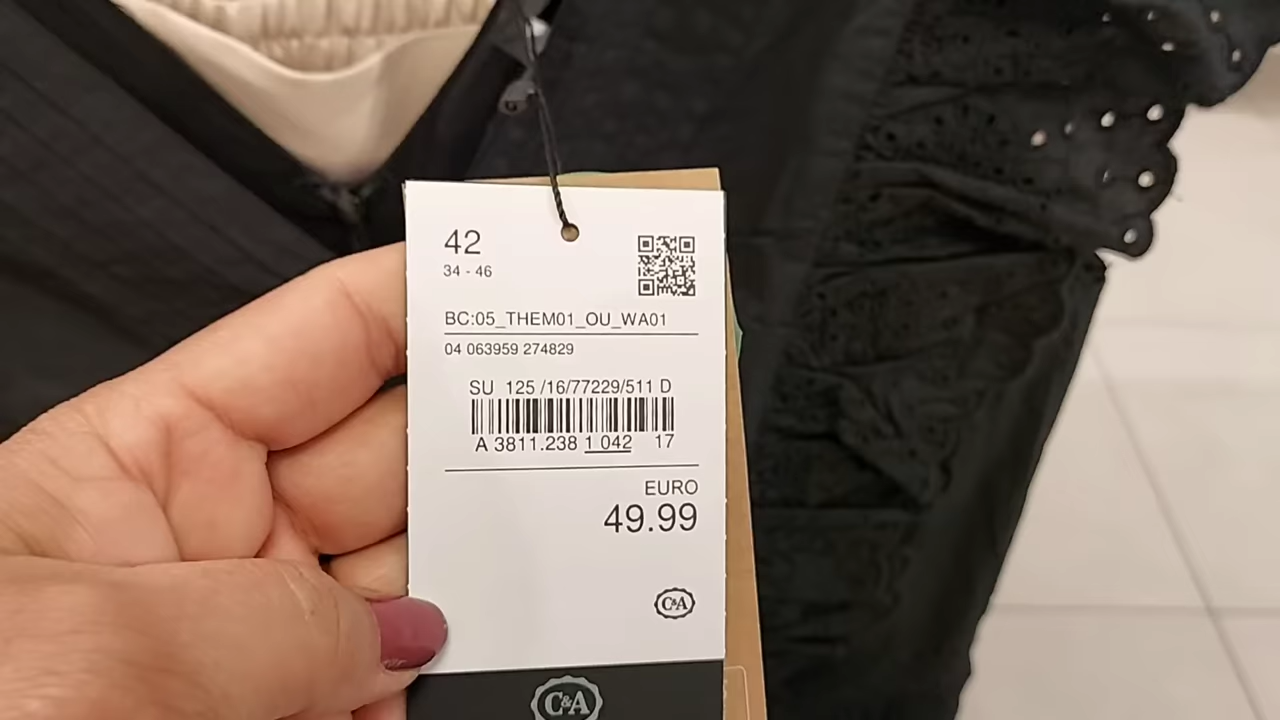 42
34 - 46
BC:05_THEM01_OU_WA01
04 063959 274829
SU 125 /16/77229/511 D
A 3811.238 1 042 17
EURO
49.99
C&A
C&A